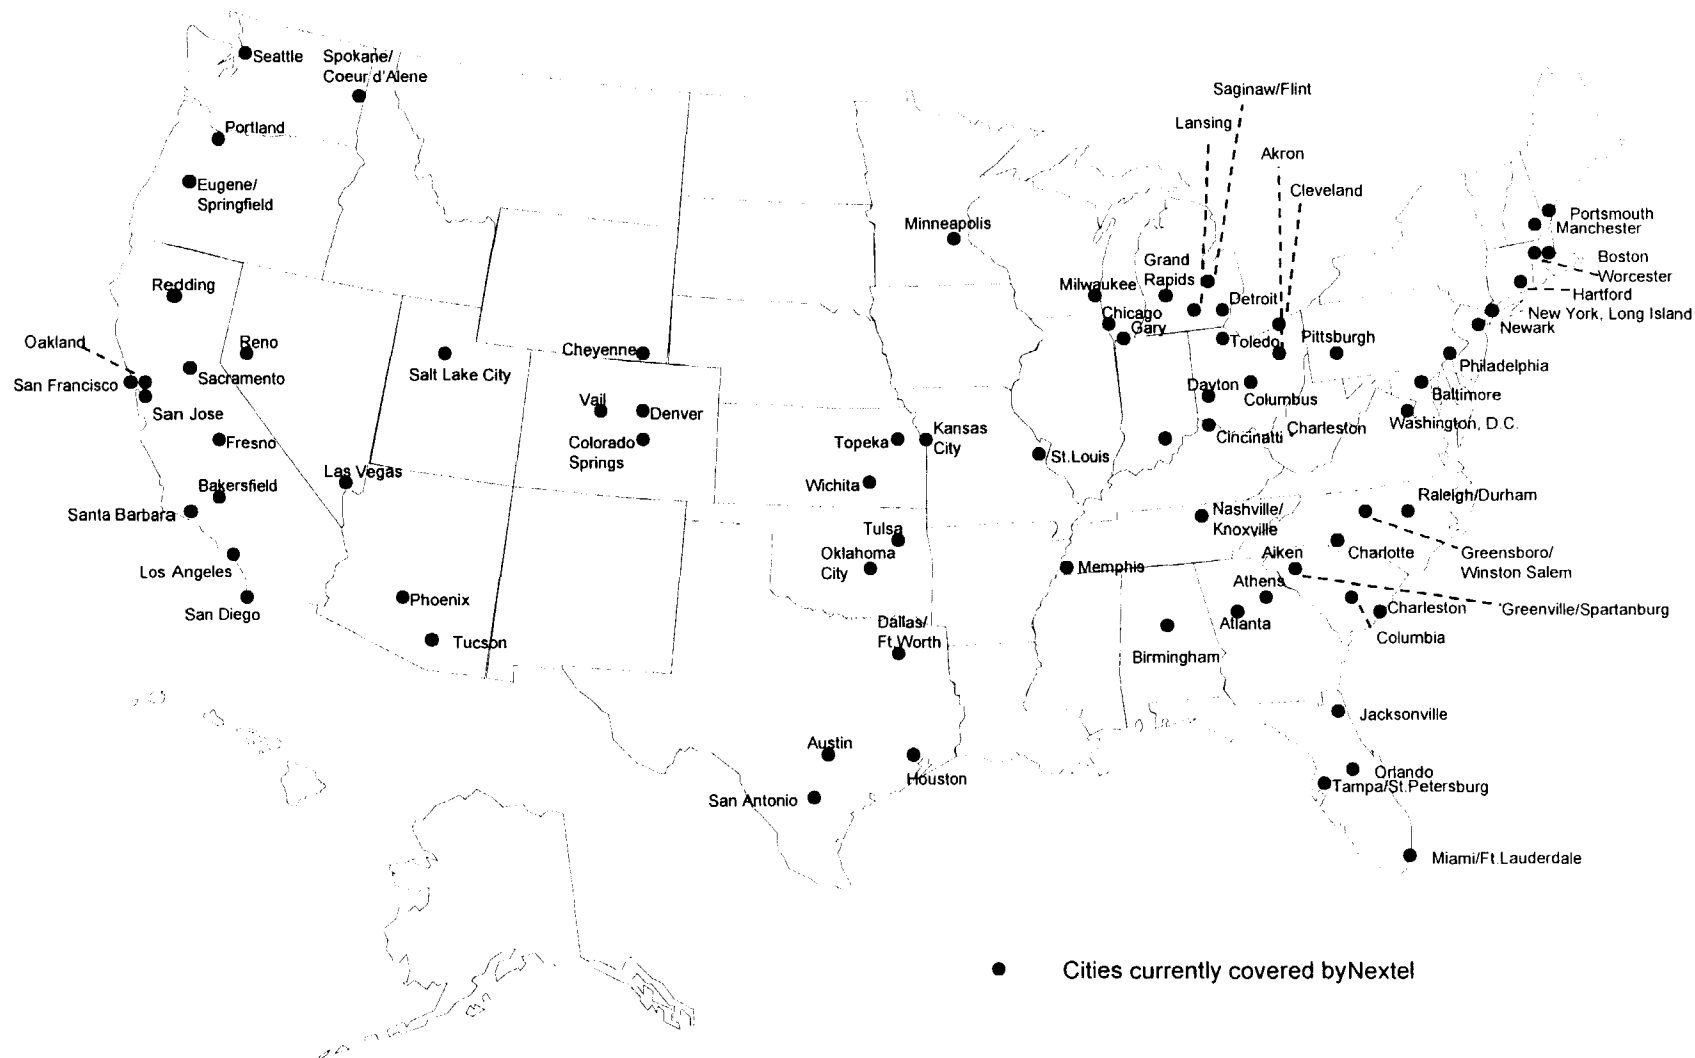 Seattle
Spokane/
Coeur d'Alene
Portland
Eugene/
Springfield
Redding
Oakland
Reno
San Francisco
Sacramento
San Jose
Fresno
Las Vegas
Bakersfield
Santa Barbara
Los Angeles
San Diego
Salt Lake City
Cheyenne
Vail
Denver
Colorado
Springs
Phoenix
Tucson
Minneapolis
Topeka
Kansas
City
Wichita
Tulsa
Oklahoma
City
Dallas/
Ft.Worth
Austin
Houston
San Antonio
Saginaw/Flint
Lansing
Akron
Cleveland
Grand
Rapids
Milwaukee
Detroit
Chicago
Gary
Toledo
Pittsburgh
Dayton
Columbus
Cincinatti
Charleston
St.Louis
Portsmouth
Manchester
Boston
Worcester
Hartford
New York, Long Island
Newark
Philadelphia
Baltimore
Washington, D.C.
Raleigh/Durham
Nashville/
Knoxville
Memphis
Aiken
Charlotte
Greensboro/
Winston Salem
Athens
Atlanta
Charleston
Greenville/Spartanburg
Columbia
Birmingham
Jacksonville
Orlando
Tampa/St.Petersburg
Miami/Ft.Lauderdale
Cities currently covered byNextel